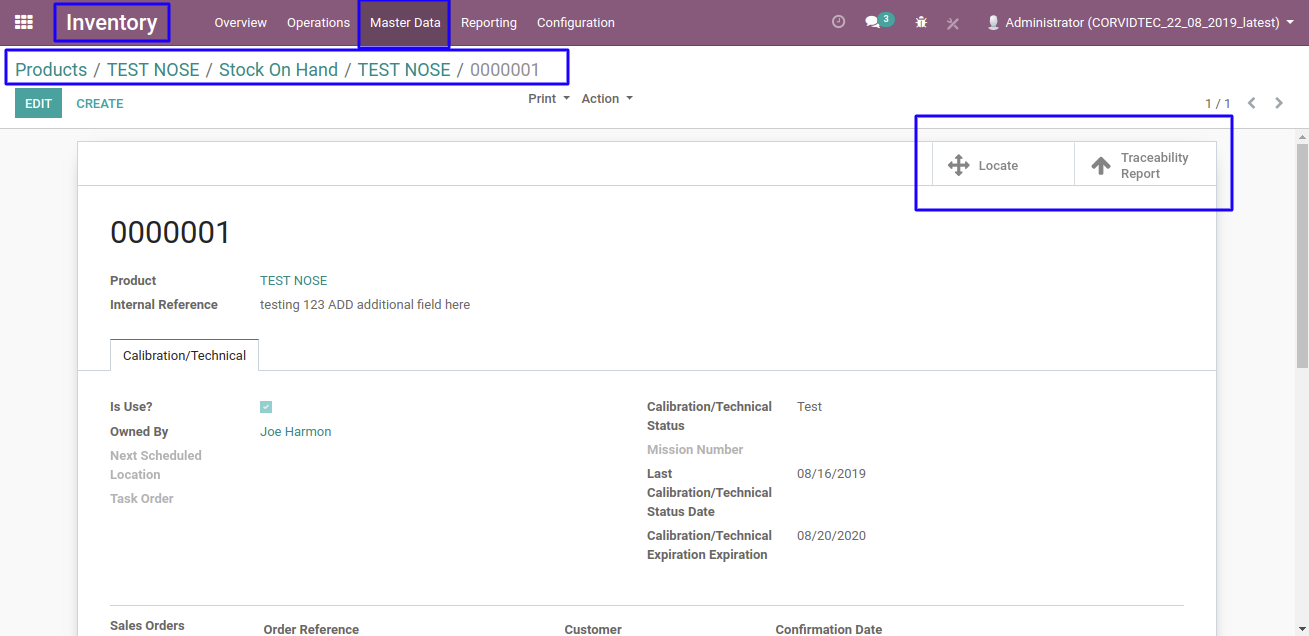 Inventory Overview Operations Master Data Reporting Configuration 3 Administrator (CORVIDTEC_22_08_2019_latest)
Products / TEST NOSE / Stock On Hand / TEST NOSE / 0000001
EDIT CREATE Print Action 1 / 1
Locate
Traceability
Report
0000001
Product TEST NOSE
Internal Reference testing 123 ADD additional field here
Calibration/Technical
Is Use?
Owned By Joe Harmon
Next Scheduled
Location
Task Order
Calibration/Technical Test
Status
Mission Number
Last 08/16/2019
Calibration/Technical
Status Date
Calibration/Technical 08/20/2020
Expiration Expiration
Sales Orders
Order Reference Customer Confirmation Date